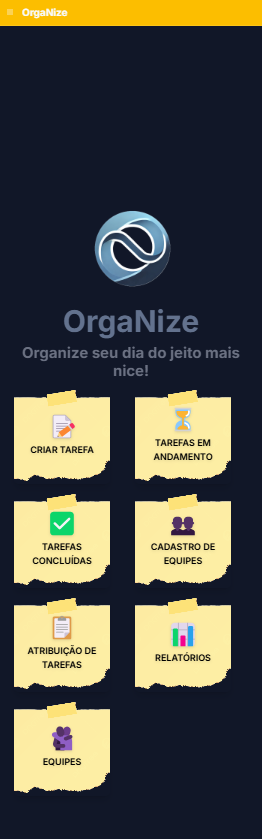 OrgaNize
OrgaNize
Organize seu dia do jeito mais
nice!
CRIAR TAREFA
TAREFAS EM
ANDAMENTO
TAREFAS
CONCLUÍDAS
CADASTRO DE
EQUIPES
ATRIBUIÇÃO DE
TAREFAS
RELATÓRIOS
EQUIPES